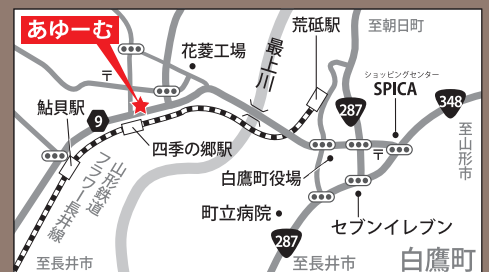 あゆーむ
花菱工場
荒砥駅
至朝日町
最上川
ショッピングセンター
SPICA
〒
鮎貝駅
9
287
348
四季の郷駅
至山形市
〒
山形鉄道
フラワー長井線
白鷹町役場
町立病院
セブンイレブン
287
至長井市
至長井市
白鷹町